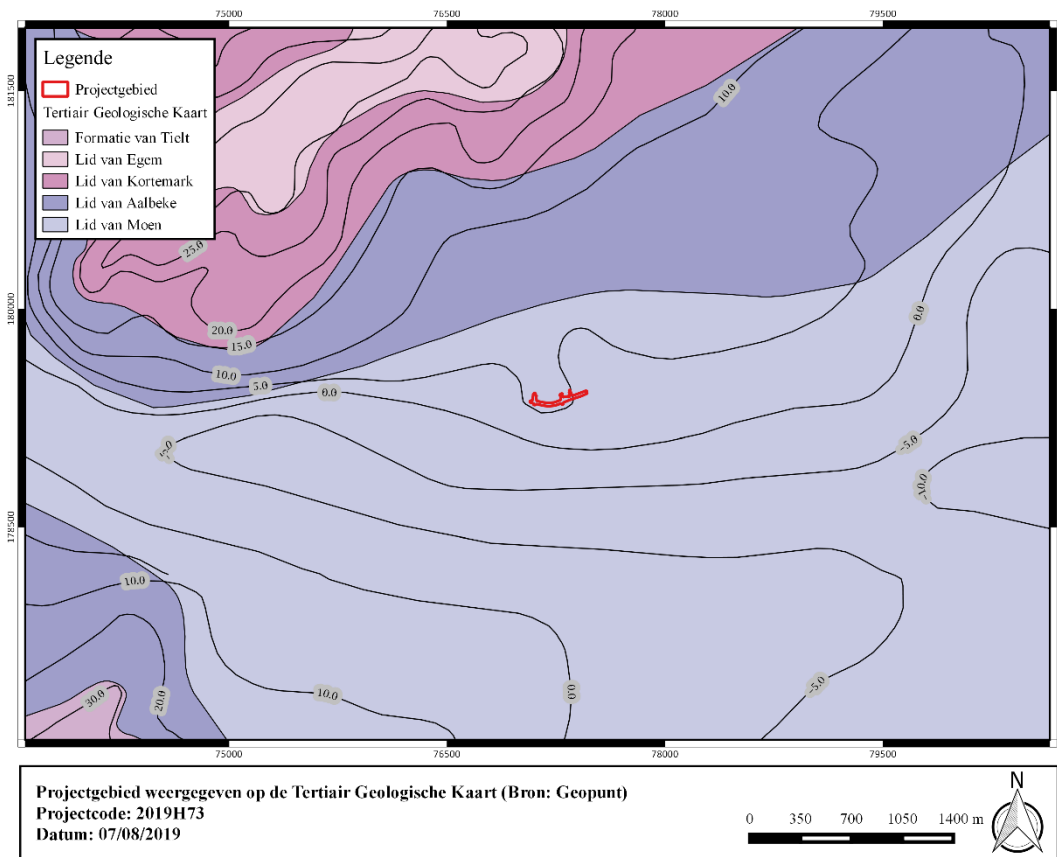 75000 76500 78000 79500
181500
180000
178500
Legende
Projectgebied
Tertiair Geologische Kaart
Formatie van Tielt
Lid van Egem
Lid van Kortemark
Lid van Aalbeke
Lid van Moen
10.0
25.0
20.0
15.0
10.0
5.0
0.0
0.0
-5.0
-10.0
10.0
30.0
20.0
10.0
0.0
-5.0
75000 76500 78000 79500
Projectgebied weergegeven op de Tertiair Geologische Kaart (Bron: Geopunt)
Projectcode: 2019H73
Datum: 07/08/2019
0 350 700 1050 1400 m
N